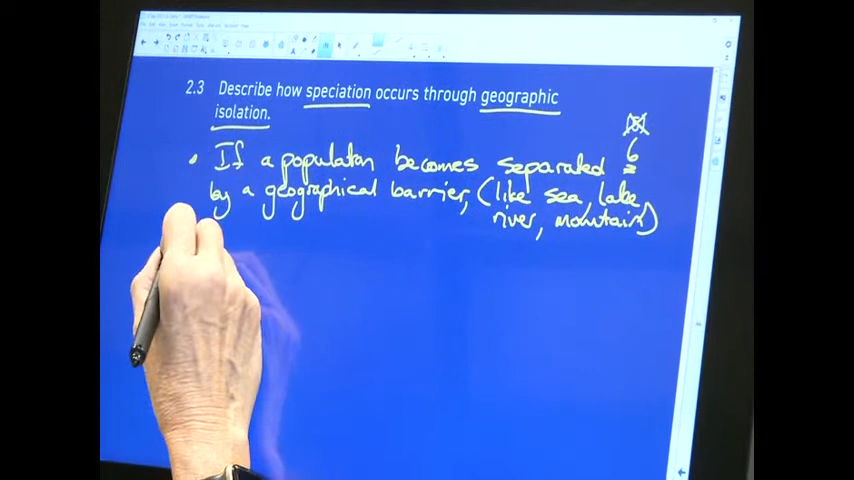 2.3 Describe how speciation occurs through geographic
isolation.
• If a population becomes separated
6
by a geographical barrier, (like sea, lake,
river, mountain)